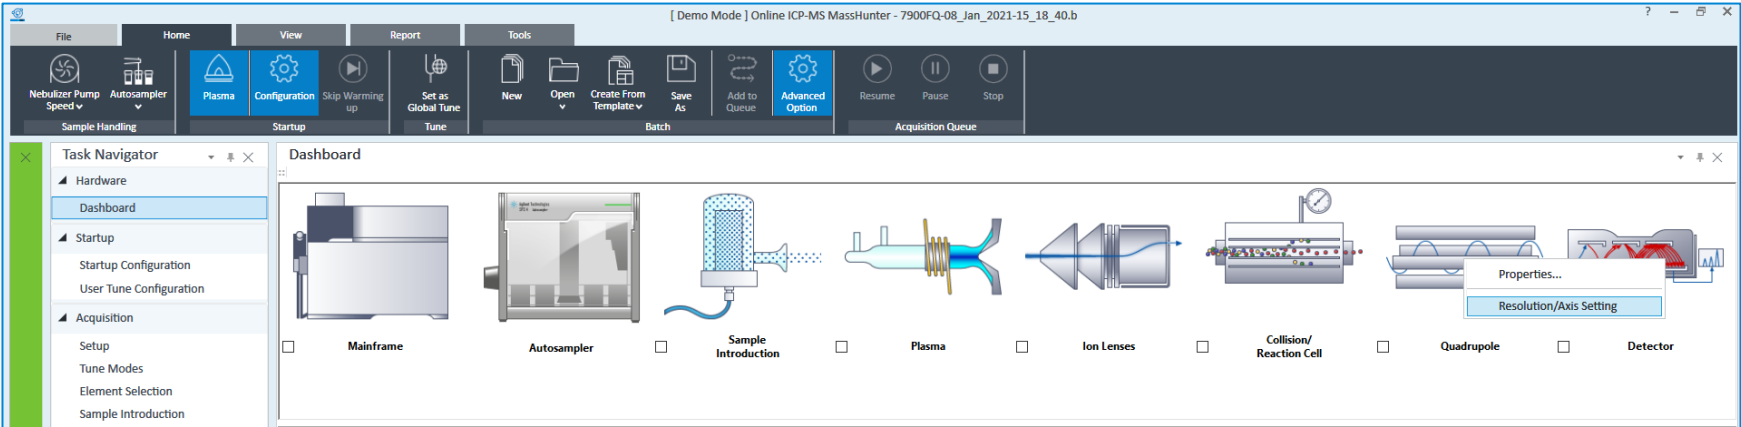 [ Demo Mode ] Online ICP-MS MassHunter - 7900FQ-08_Jan_2021-15_18_40.b
File
Home
View
Report
Tools
Nebulizer Pump
Speed
Autosampler
Sample Handling
Plasma
Configuration
Skip Warming
up
Startup
Set as
Global Tune
Tune
New
Open
Create From
Template
Save
As
Add to
Queue
Advanced
Option
Batch
Resume
Pause
Stop
Acquisition Queue
Task Navigator
Hardware
Dashboard
Startup
Startup Configuration
User Tune Configuration
Acquisition
Setup
Tune Modes
Element Selection
Sample Introduction
Dashboard
Agilent Technologies
Properties...
Resolution/Axis Setting
Mainframe
Autosampler
Sample
Introduction
Plasma
Ion Lenses
Collision/
Reaction Cell
Quadrupole
Detector